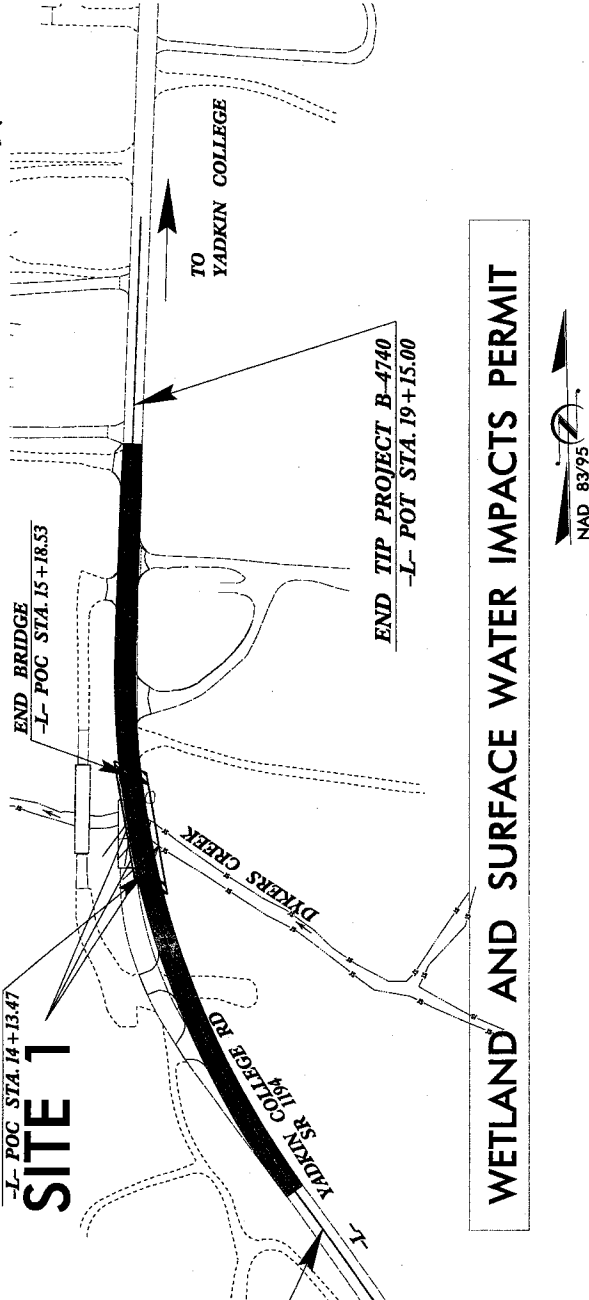 -L- POC STA. 14+13.47
SITE 1
END BRIDGE
-L- POC STA. 15+18.53
TO
YADKIN COLLEGE
DYKERS CREEK
YADKIN COLLEGE RD
SR 1194
-L-
END TIP PROJECT B-4740
-L- POT STA. 19+15.00
WETLAND AND SURFACE WATER IMPACTS PERMIT
NAD 83/95